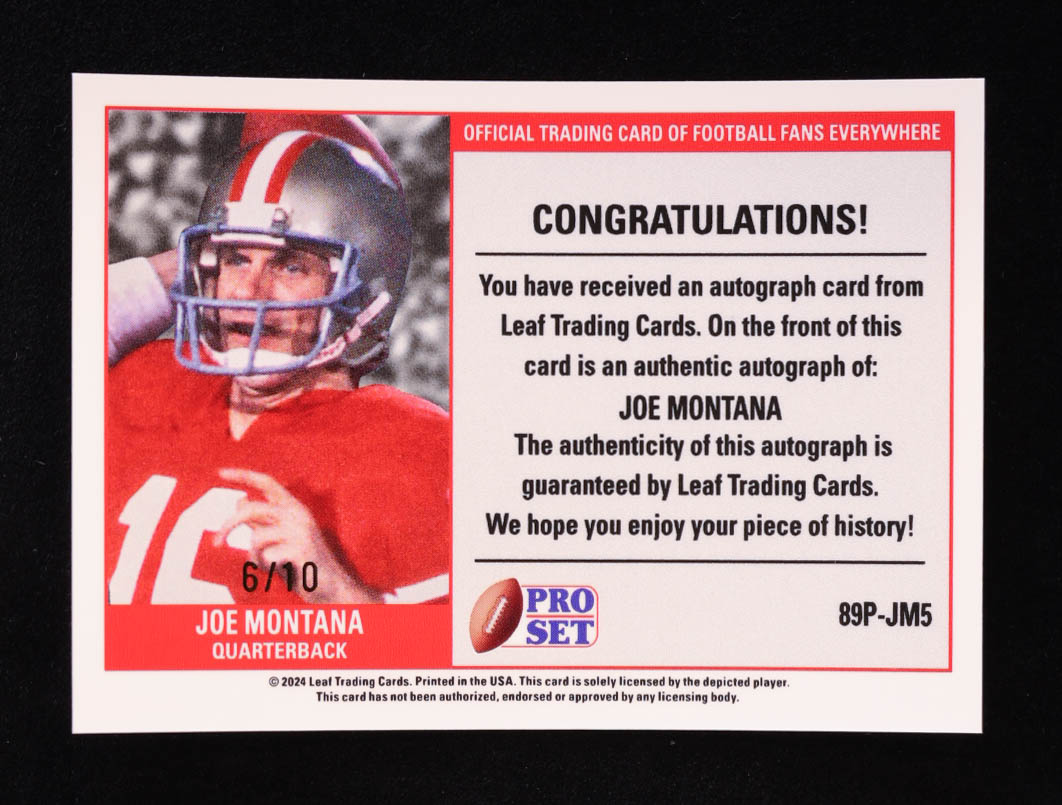 OFFICIAL TRADING CARD OF FOOTBALL FANS EVERYWHERE
CONGRATULATIONS!
You have received an autograph card from
Leaf Trading Cards. On the front of this
card is an authentic autograph of:
JOE MONTANA
The authenticity of this autograph is
guaranteed by Leaf Trading Cards.
We hope you enjoy your piece of history!
16
6/10
JOE MONTANA
QUARTERBACK
PRO
SET
89P-JM5
© 2024 Leaf Trading Cards. Printed in the USA. This card is solely licensed by the depicted player.
This card has not been authorized, endorsed or approved by any licensing body.